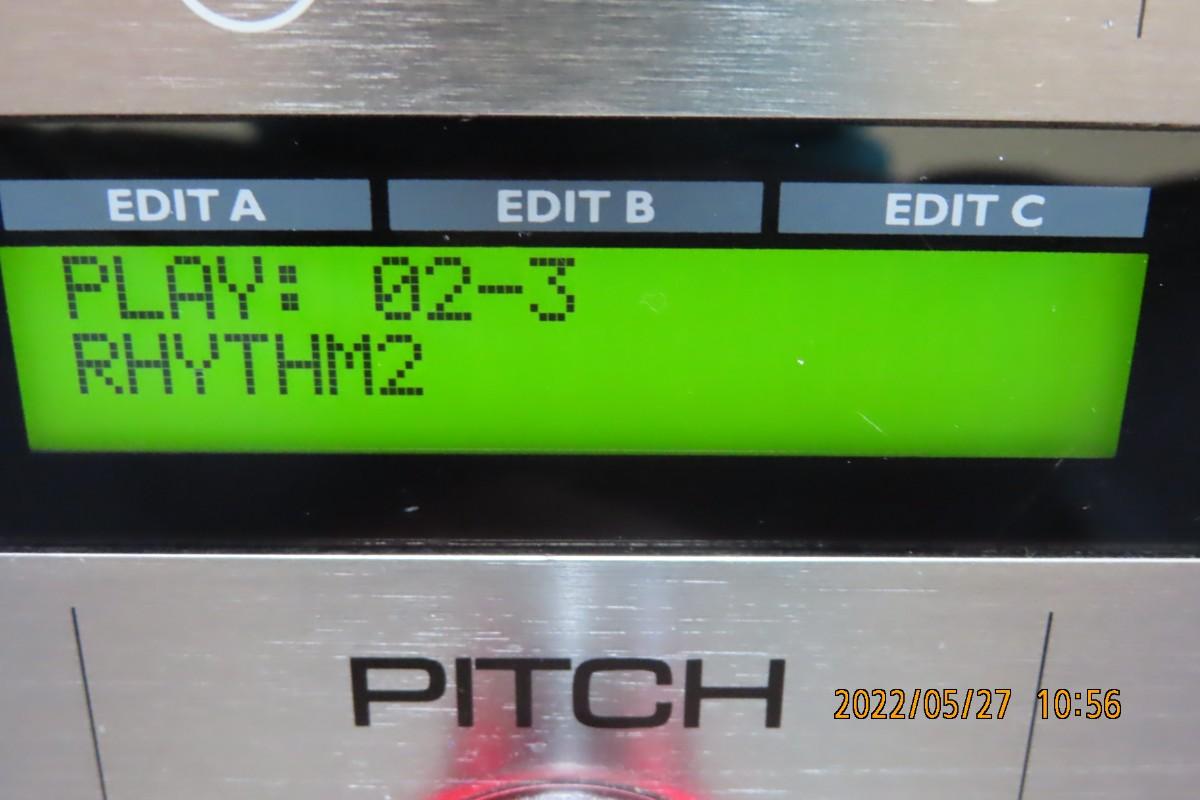 EDIT A EDIT B EDIT C
PLAY: 02-3
RHYTHM2
PITCH
2022/05/27 10:56